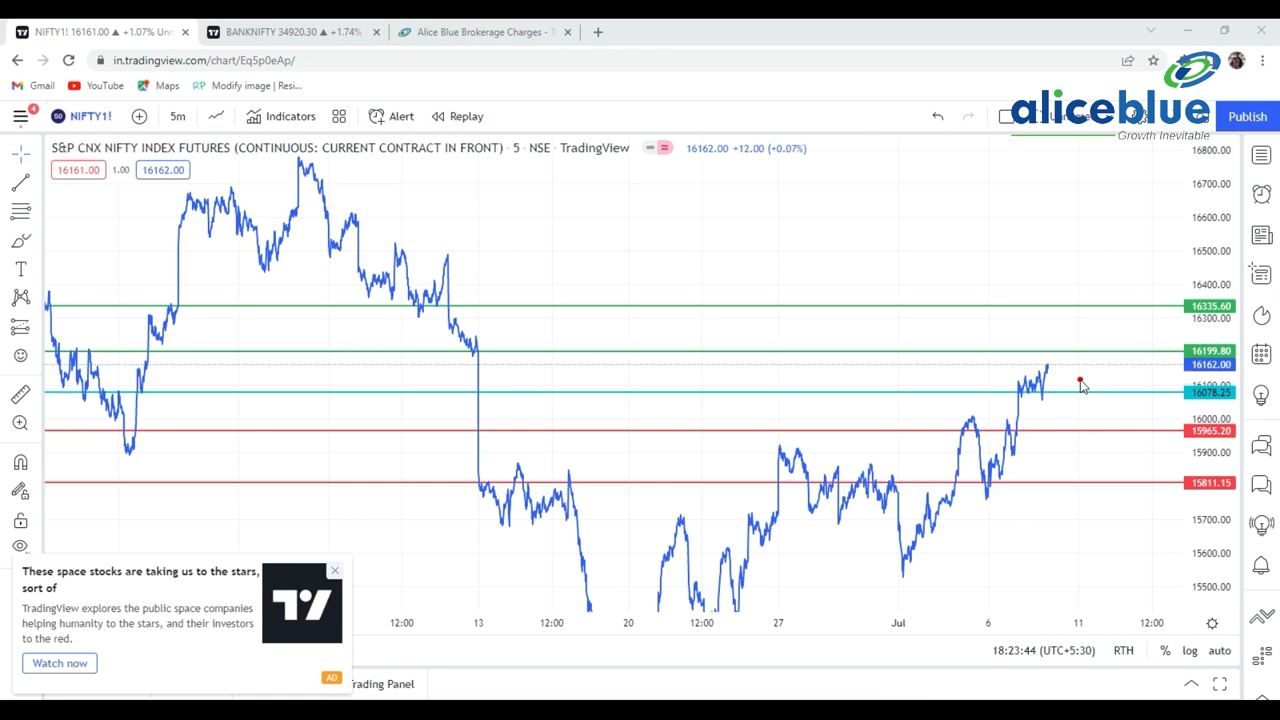 NIFTY1! 16161.00 ▲ +1.07% Unn
BANKNIFTY 34920.30 ▲ +1.74%
Alice Blue Brokerage Charges - T
in.tradingview.com/chart/Eq5p0eAp/
Gmail
YouTube
Maps
RP Modify image | Resi...
aliceblue
Growth Inevitable
4
50 NIFTY1!
5m
Indicators
Alert
Replay
Publish
S&P CNX NIFTY INDEX FUTURES (CONTINUOUS: CURRENT CONTRACT IN FRONT) · 5 · NSE · TradingView
16162.00 +12.00 (+0.07%)
16161.00
1.00
16162.00
16800.00
16700.00
16600.00
16500.00
16400.00
16335.60
16300.00
16199.80
16162.00
16100.00
16078.25
16000.00
15965.20
15900.00
15811.15
15700.00
15600.00
15500.00
These space stocks are taking us to the stars,
sort of
TradingView explores the public space companies
helping humanity to the stars, and their investors
to the red.
Watch now
AD
12:00
13
12:00
20
12:00
27
Jul
6
11
12:00
18:23:44 (UTC+5:30)
RTH
%
log
auto
Trading Panel